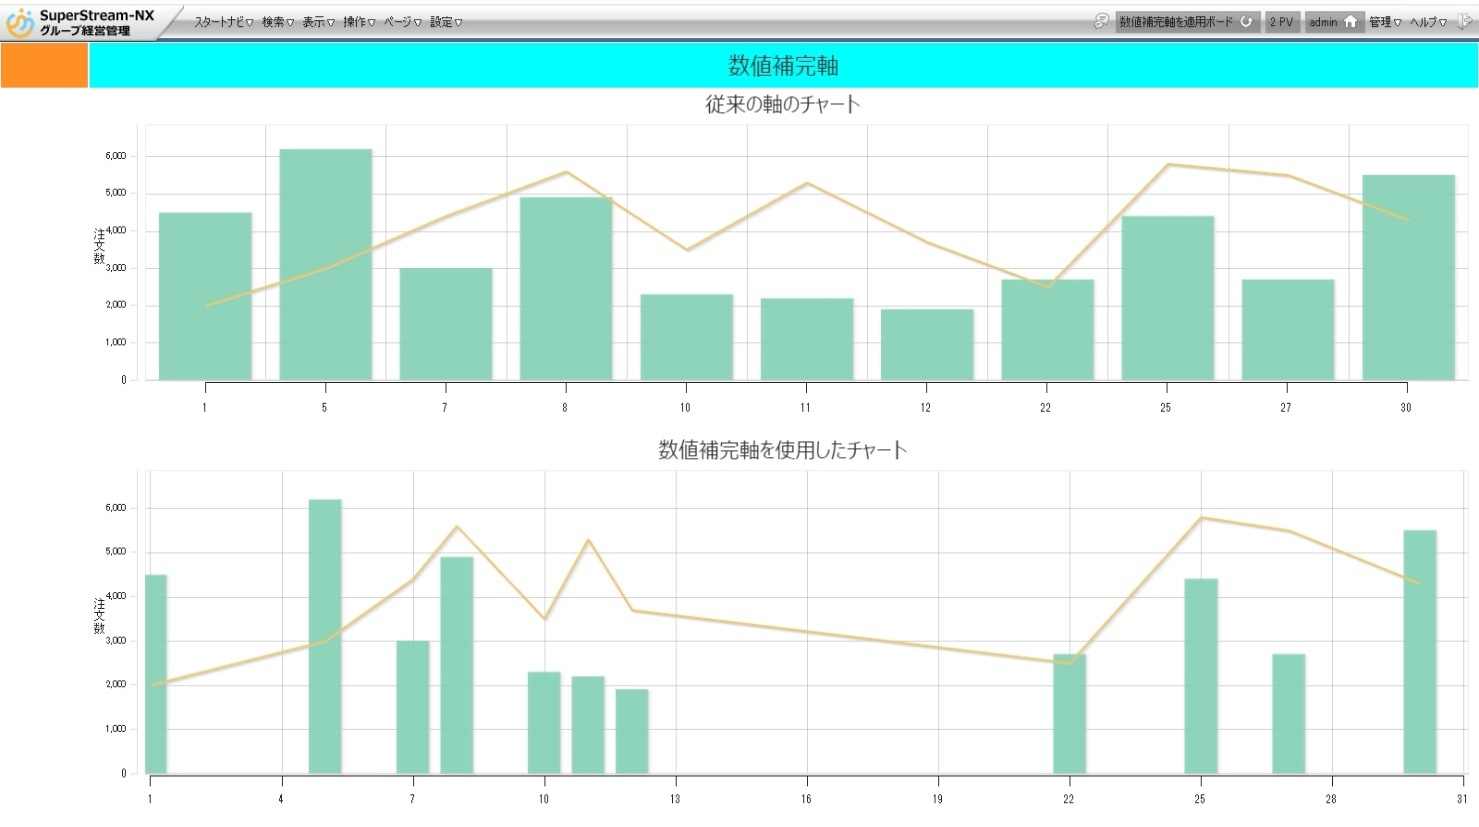 SuperStream-NX
グループ経営管理
スタートナビ▽ 検索▽ 表示▽ 操作▽ ページ▽ 設定▽
数値補完軸を適用ボード 2 PV admin 管理▽ ヘルプ▽
数値補完軸
従来の軸のチャート
6,000
5,000
4,000
3,000
2,000
1,000
0
注文数
1 5 7 8 10 11 12 22 25 27 30
数値補完軸を使用したチャート
6,000
5,000
4,000
3,000
2,000
1,000
0
注文数
1 4 7 10 13 16 19 22 25 28 31